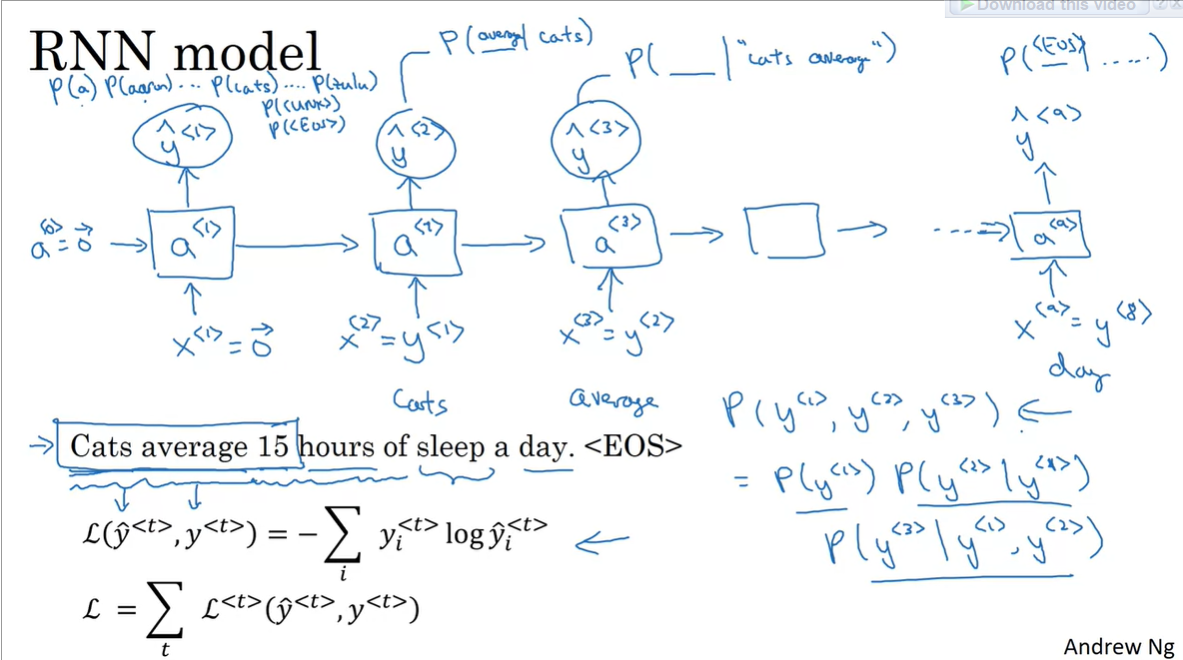 Download this video
RNN model
P(average | cats)
P(__ | "cats average")
P(<EOS> | .....)
P(a) P(aaron) ... P(cats) .... P(zulu)
P(<UNK>)
P(<EOS>)
ŷ<1> ŷ<2> ŷ<3> ŷ<9>
a<0> = 0⃗ a<1> a<2> a<3> ... a<9>
x<1> = 0⃗ x<2> = y<1> x<3> = y<2> x<9> = y<8>
day
Cats average
P(y<1>, y<2>, y<3>) ←
→ Cats average 15 hours of sleep a day. <EOS>
= P(y<1>) P(y<2> | y<1>)
P(y<3> | y<1>, y<2>)
ℒ(ŷ<t>, y<t>) = − ∑i yi<t> log ŷi<t> ←
ℒ = ∑t ℒ<t>(ŷ<t>, y<t>)
Andrew Ng